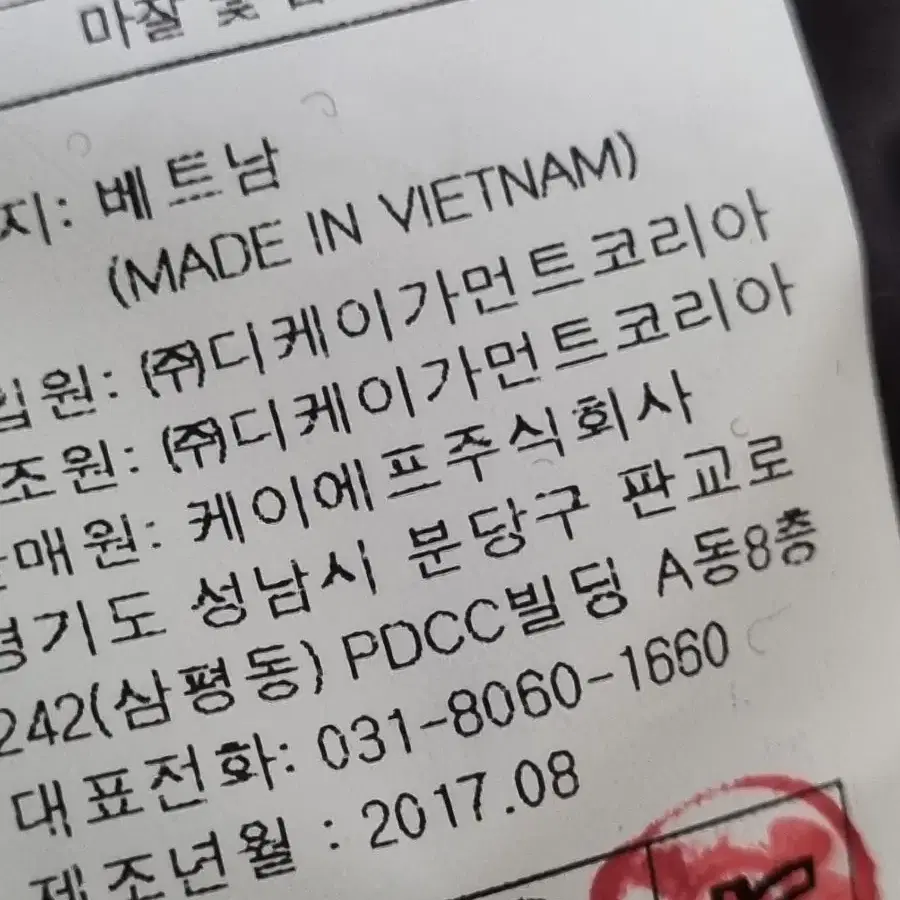 마찰 및
지: 베트남
(MADE IN VIETNAM)
입원: (주)디케이가먼트코리아
조원: (주)디케이가먼트코리아
매원: 케이에프주식회사
경기도 성남시 분당구 판교로
242(삼평동) PDCC빌딩 A동8층
대표전화: 031-8060-1660
제조년월 : 2017.08